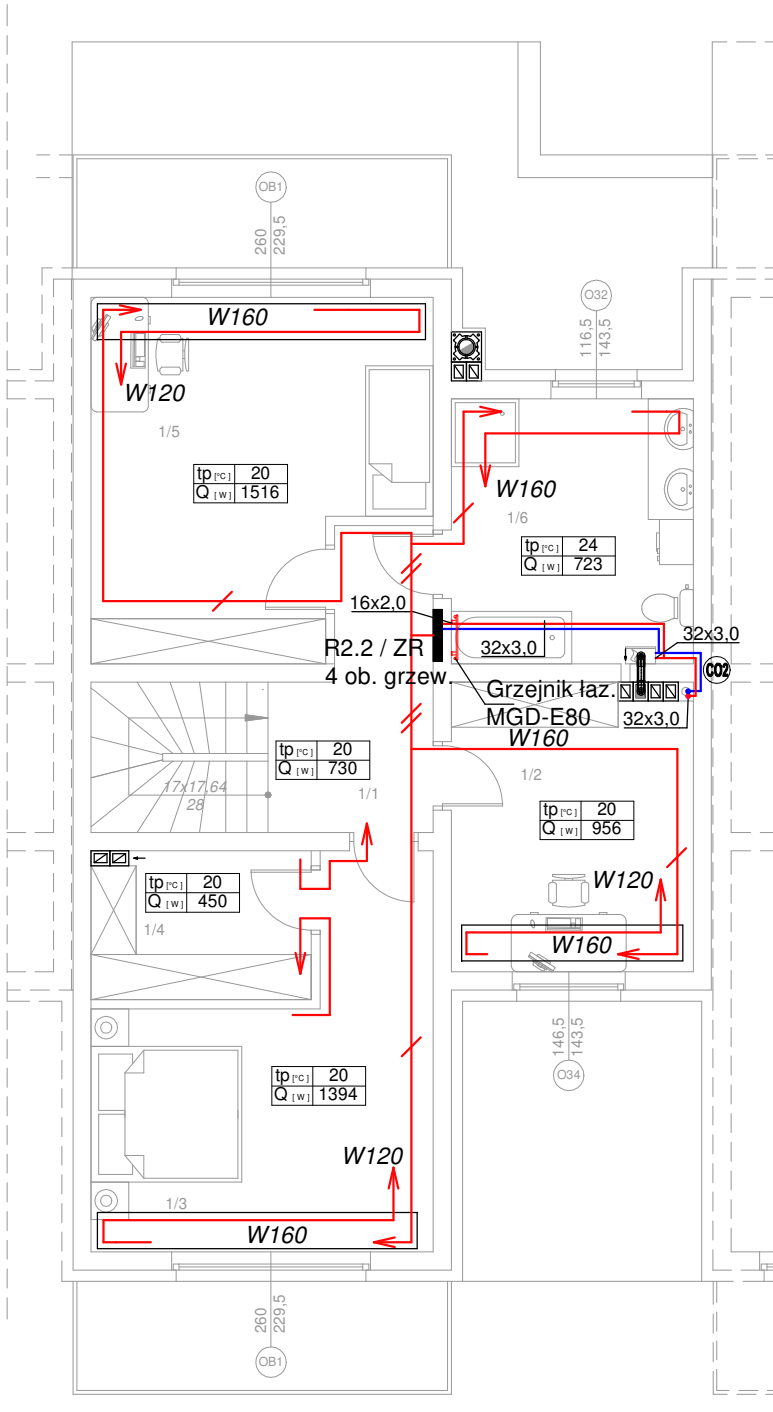 OB1
260
229,5
O32
116,5
143,5
W160
W120
1/5
tp [°C] 20
Q [W] 1516
W160
1/6
tp [°C] 24
Q [W] 723
16x2,0
32x3,0
32x3,0
R2.2 / ZR
4 ob. grzew.
CO2
Grzejnik łaz.
MGD-E80
32x3,0
W160
tp [°C] 20
Q [W] 730
17x17,64
28
1/1
1/2
tp [°C] 20
Q [W] 956
tp [°C] 20
Q [W] 450
W120
1/4
W160
146,5
143,5
O34
tp [°C] 20
Q [W] 1394
W120
1/3
W160
260
229,5
OB1